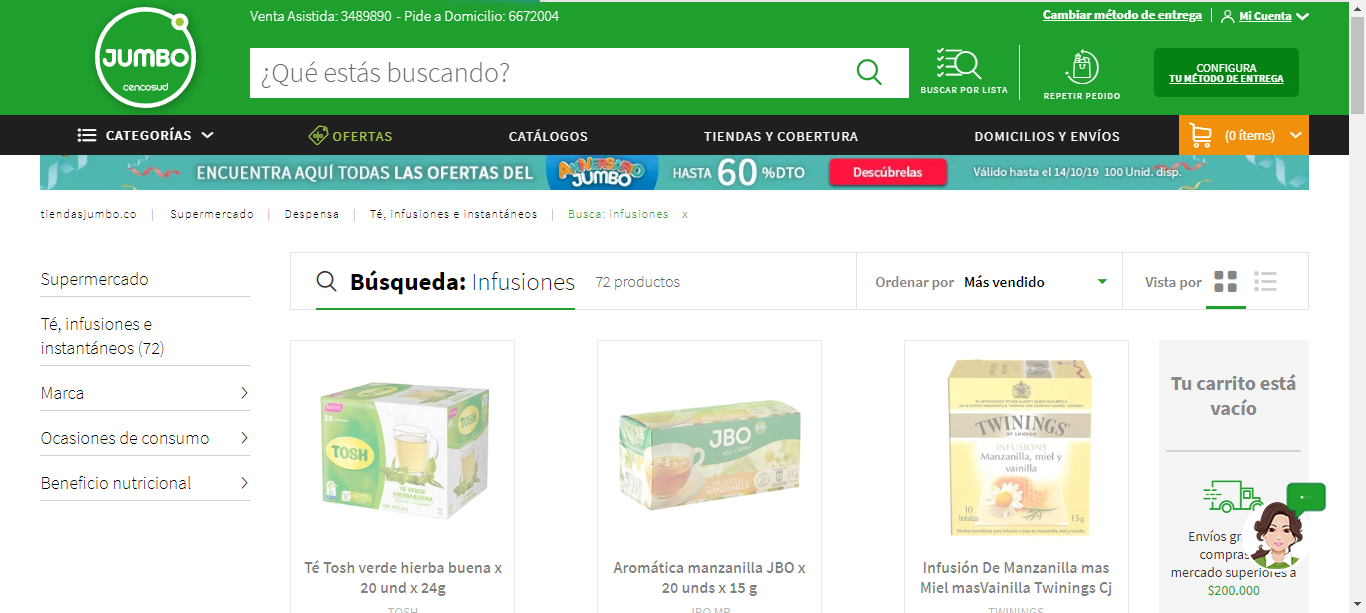 Venta Asistida: 3489890 - Pide a Domicilio: 6672004
Cambiar método de entrega
Mi Cuenta
JUMBO
cencosud
¿Qué estás buscando?
BUSCAR POR LISTA
REPETIR PEDIDO
CONFIGURA
TU MÉTODO DE ENTREGA
CATEGORÍAS
OFERTAS
CATÁLOGOS
TIENDAS Y COBERTURA
DOMICILIOS Y ENVÍOS
(0 ítems)
ENCUENTRA AQUÍ TODAS LAS OFERTAS DEL
ANIVERSARIO
JUMBO
HASTA 60 %DTO
Descúbrelas
Válido hasta el 14/10/19 100 Unid. disp.
tiendasjumbo.co | Supermercado | Despensa | Té, infusiones e instantáneos | Busca: infusiones x
Supermercado
Té, infusiones e
instantáneos (72)
Marca
Ocasiones de consumo
Beneficio nutricional
Búsqueda: Infusiones
72 productos
Ordenar por Más vendido
Vista por
NUEVO
20
TOSH
TOSH
TÉ VERDE
HIERBABUENA
Té Tosh verde hierba buena x
20 und x 24g
TOSH
JBO
MANZANILLA
20
Aromática manzanilla JBO x
20 unds x 15 g
JBO MP
TWININGS
OF LONDON
INFUSIONS
Manzanilla, miel y
vainilla
10
bolsitas
15g
Infusión De Manzanilla mas
Miel masVainilla Twinings Cj
TWININGS
Tu carrito está
vacío
Envíos
compras
mercado superiores a
$200.000